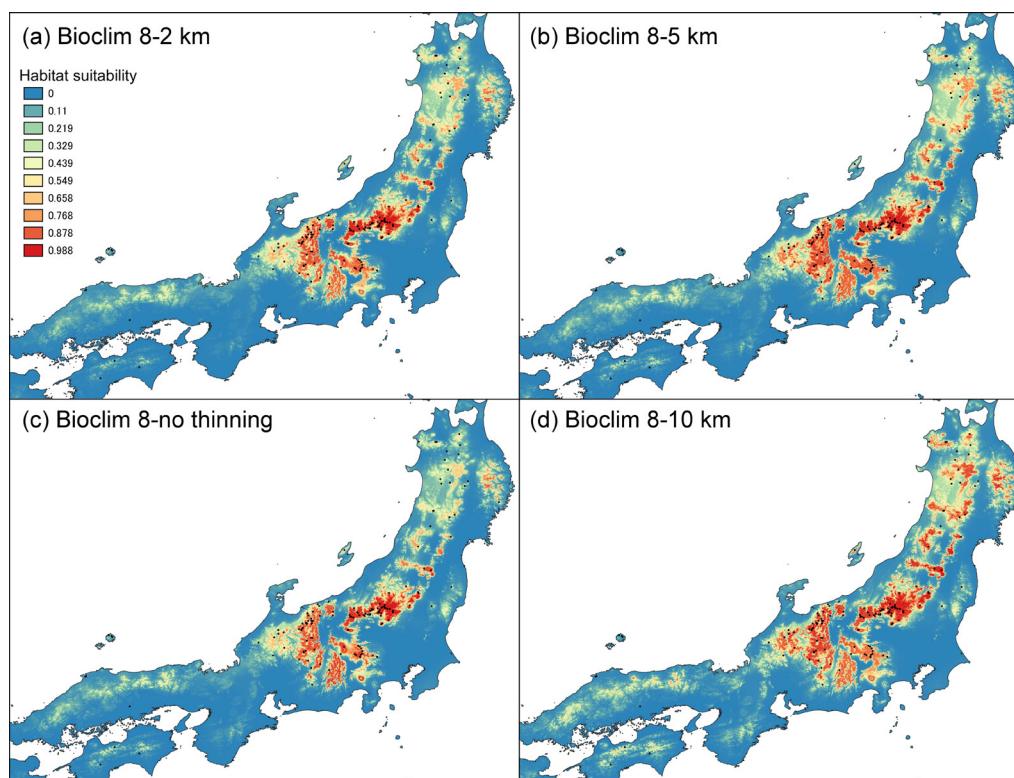 (a) Bioclim 8-2 km
Habitat suitability
0
0.11
0.219
0.329
0.439
0.549
0.658
0.768
0.878
0.988
(b) Bioclim 8-5 km
(c) Bioclim 8-no thinning
(d) Bioclim 8-10 km